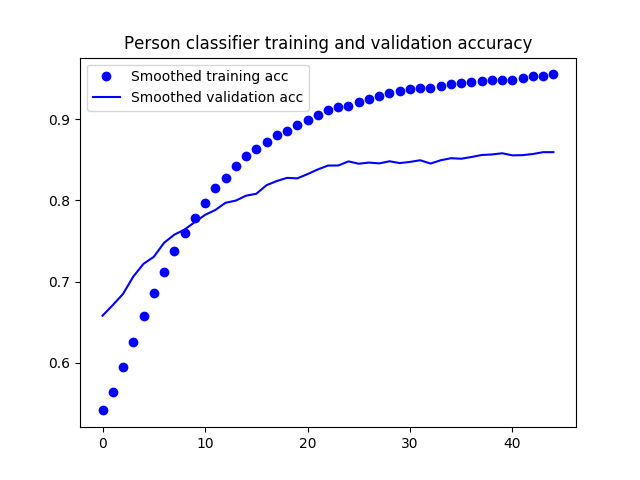 Person classifier training and validation accuracy
Smoothed training acc
Smoothed validation acc
0.9
0.8
0.7
0.6
0 10 20 30 40